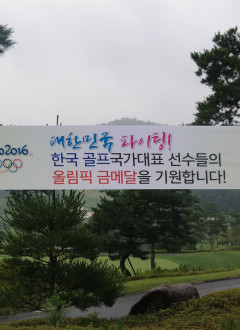 대한민국 파이팅!
한국 골프국가대표 선수들의
올림픽 금메달을 기원합니다!
o2016